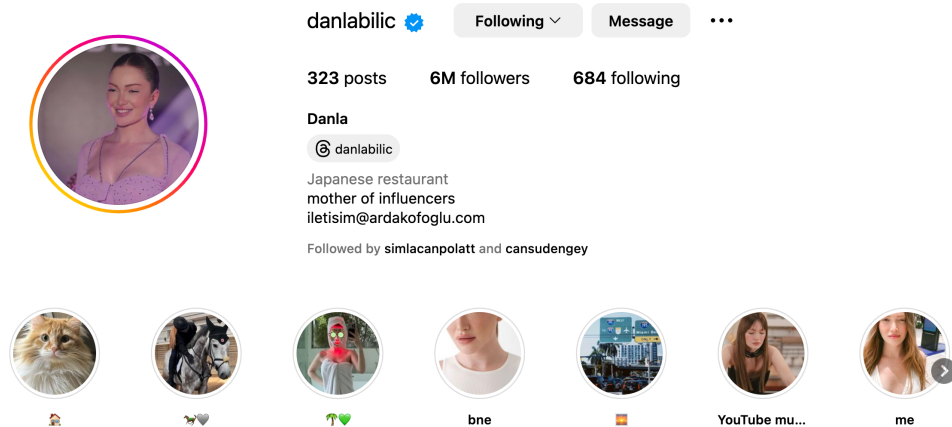 danlabilic Following Message
323 posts 6M followers 684 following
Danla
danlabilic
Japanese restaurant
mother of influencers
iletisim@ardakofoglu.com
Followed by simlacanpolatt and cansudengey
bne YouTube mu... me